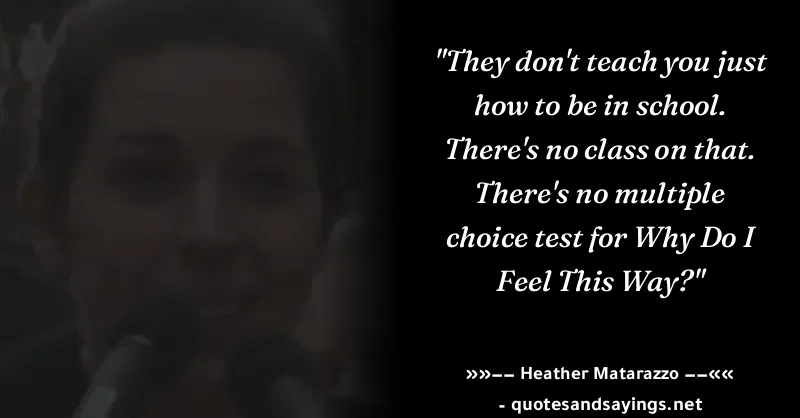 "They don't teach you just
how to be in school.
There's no class on that.
There's no multiple
choice test for Why Do I
Feel This Way?"
»»–– Heather Matarazzo ––««
- quotesandsayings.net